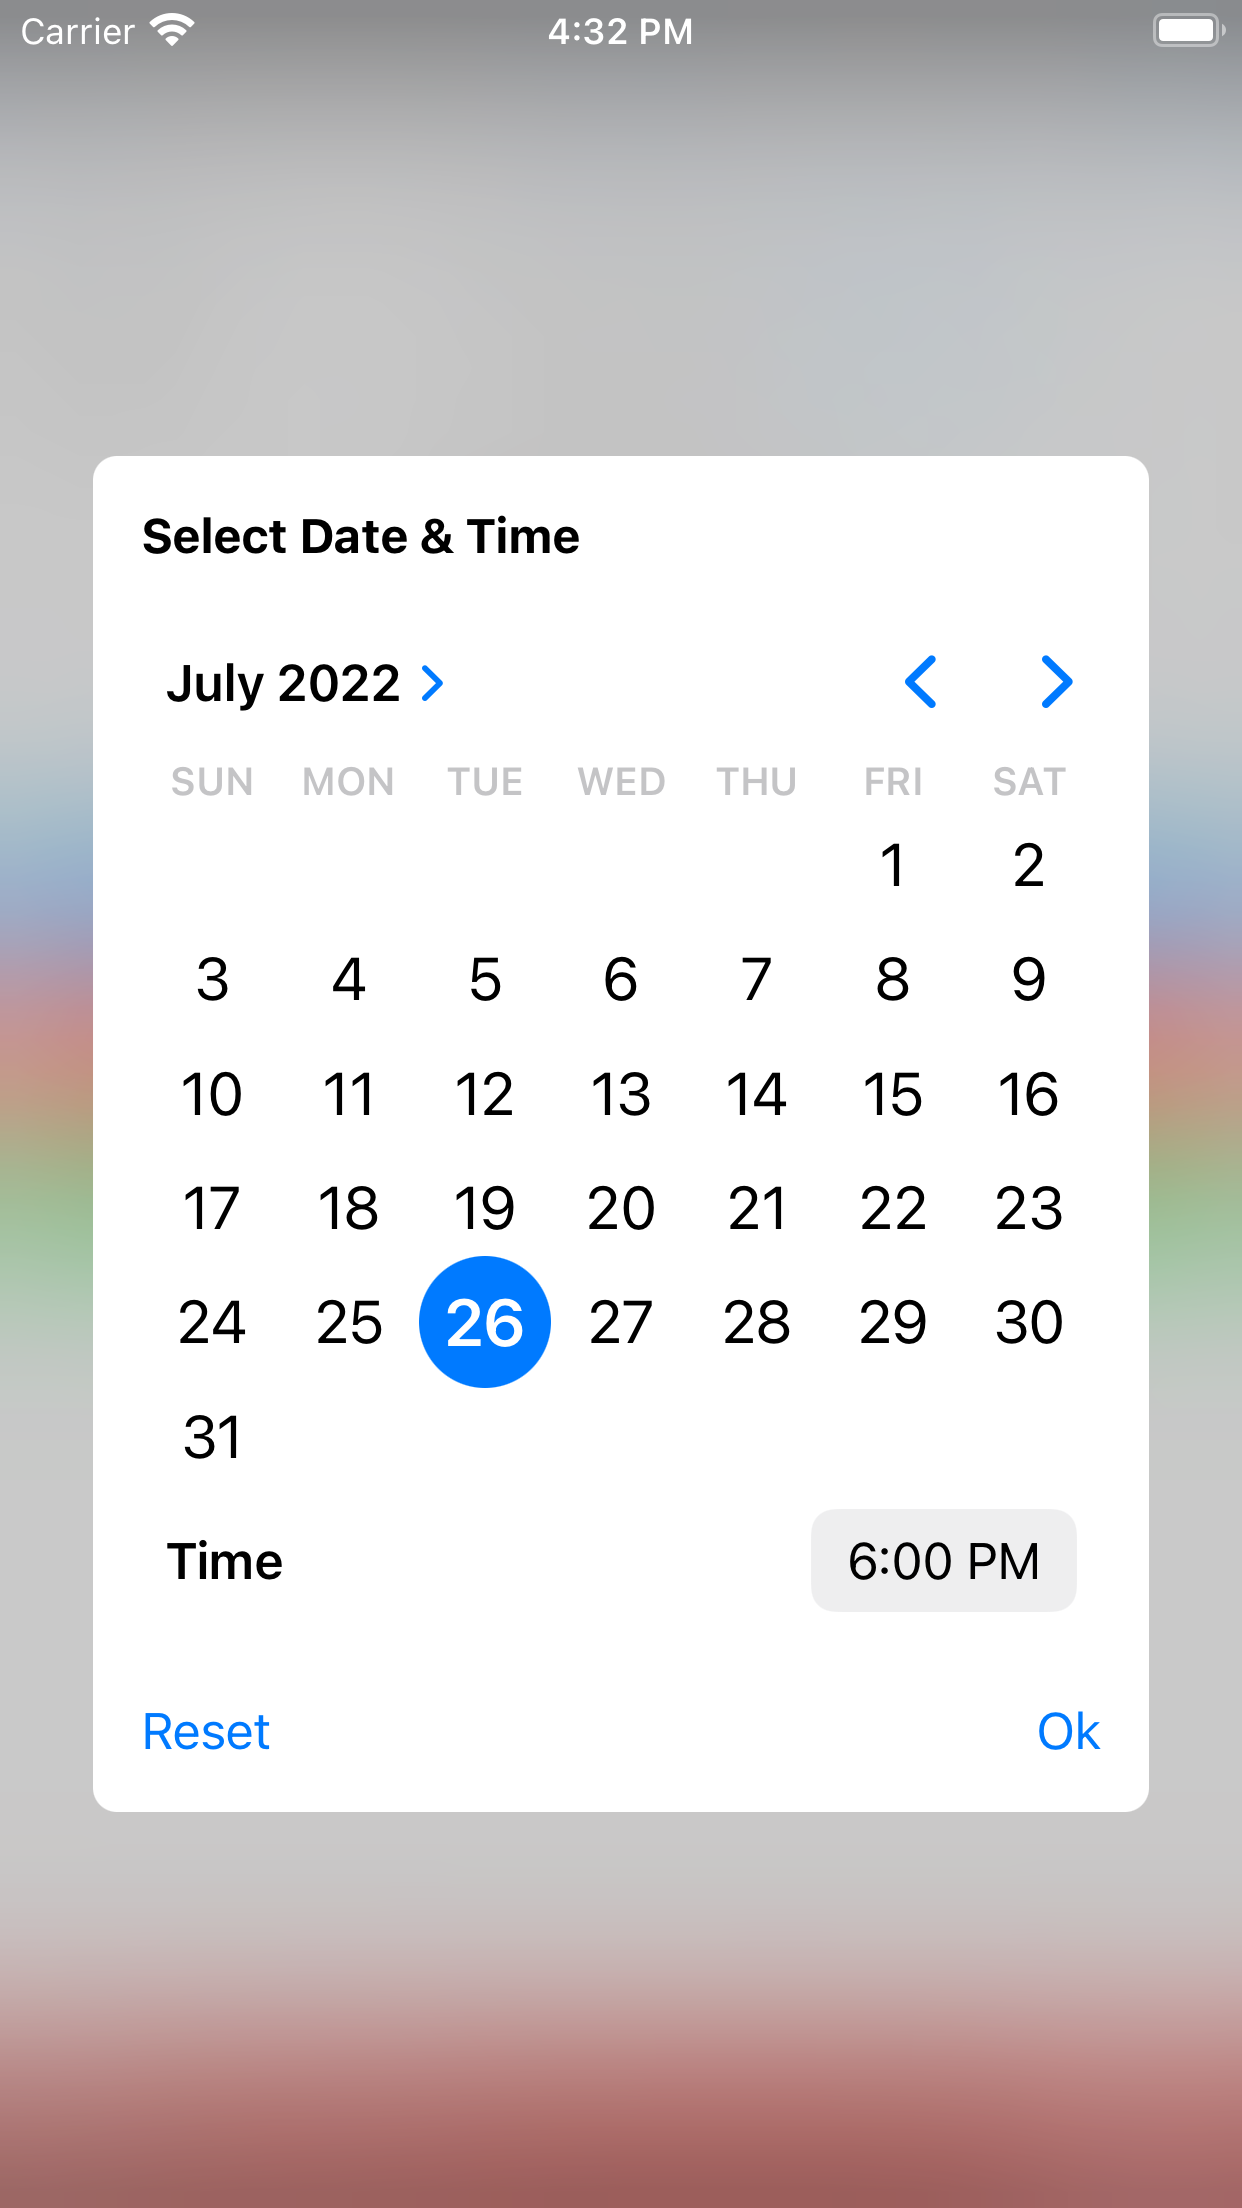 Carrier 4:32 PM
Select Date & Time
July 2022
SUN MON TUE WED THU FRI SAT
1 2
3 4 5 6 7 8 9
10 11 12 13 14 15 16
17 18 19 20 21 22 23
24 25 26 27 28 29 30
31
Time 6:00 PM
Reset Ok